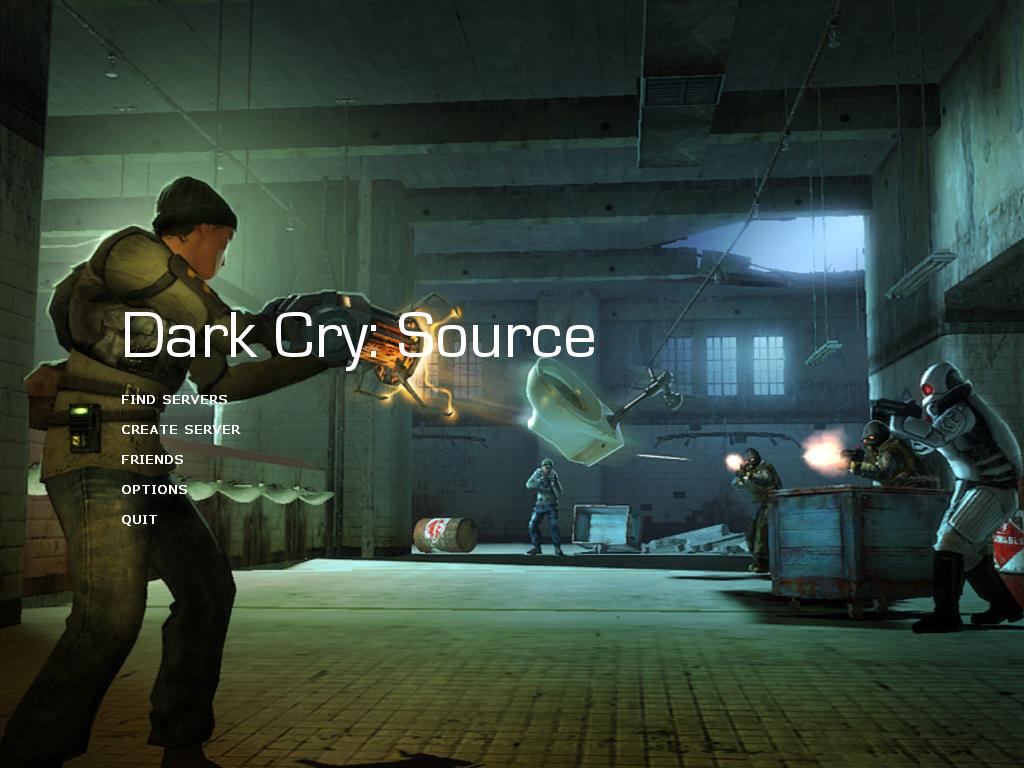 Dark Cry: Source
FIND SERVERS
CREATE SERVER
FRIENDS
OPTIONS
QUIT